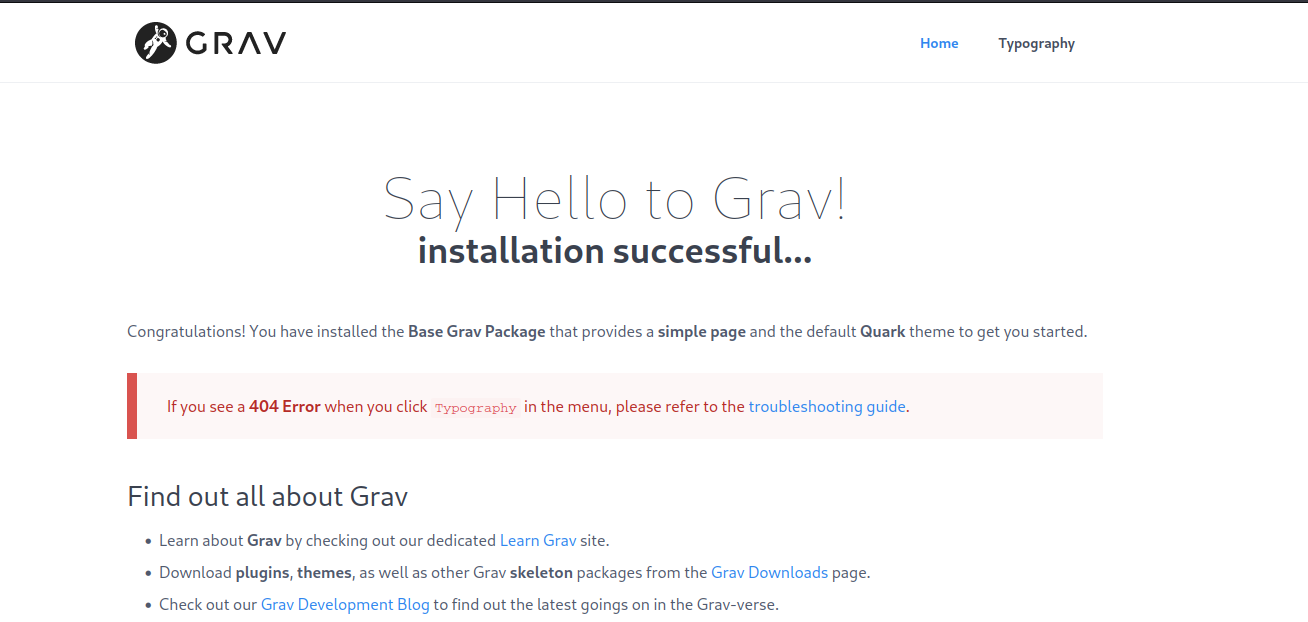 GRAV
Home
Typography
Say Hello to Grav!
installation successful...
Congratulations! You have installed the Base Grav Package that provides a simple page and the default Quark theme to get you started.
If you see a 404 Error when you click Typography in the menu, please refer to the troubleshooting guide.
Find out all about Grav
• Learn about Grav by checking out our dedicated Learn Grav site.
• Download plugins, themes, as well as other Grav skeleton packages from the Grav Downloads page.
• Check out our Grav Development Blog to find out the latest goings on in the Grav-verse.